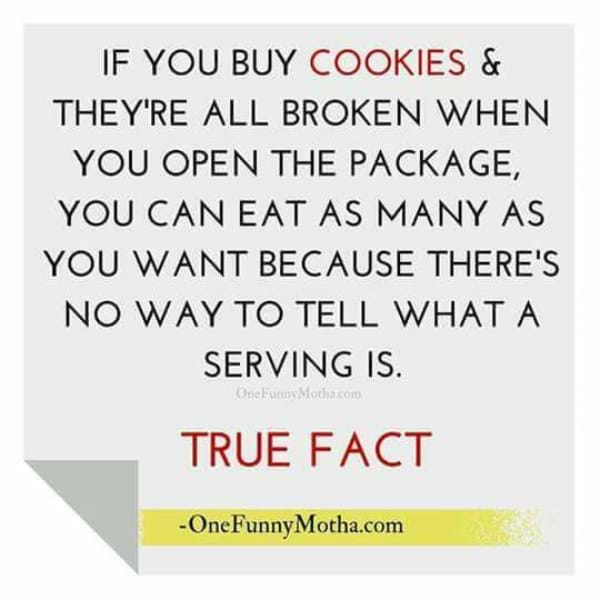 IF YOU BUY COOKIES &
THEY'RE ALL BROKEN WHEN
YOU OPEN THE PACKAGE,
YOU CAN EAT AS MANY AS
YOU WANT BECAUSE THERE'S
NO WAY TO TELL WHAT A
SERVING IS.
OneFunnyMotha.com
TRUE FACT
-OneFunnyMotha.com